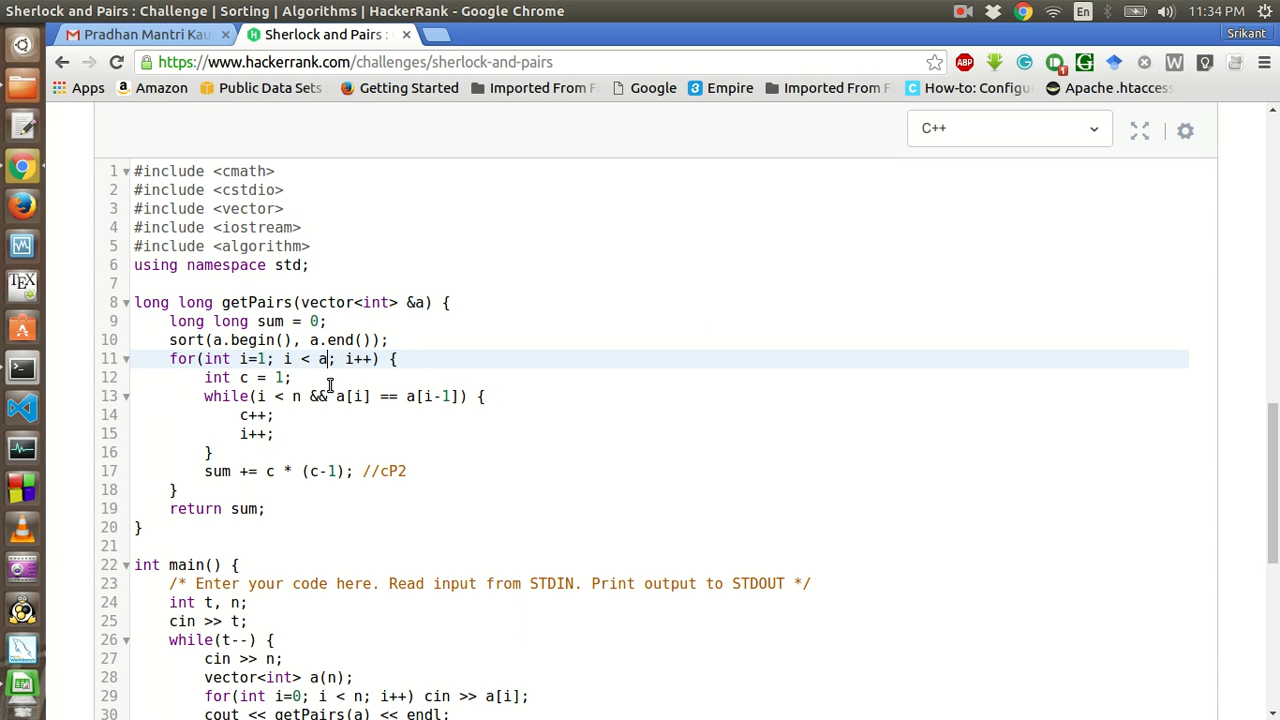 Sherlock and Pairs : Challenge | Sorting | Algorithms | HackerRank - Google Chrome
En
11:34 PM
Pradhan Mantri Kau
Sherlock and Pairs :
Srikant
https://www.hackerrank.com/challenges/sherlock-and-pairs
ABP
1
G
W
Apps
Amazon
Public Data Sets
Getting Started
Imported From F
Google
Empire
Imported From F
How-to: Configu
Apache .htacces
C++
1 #include <cmath>
2 #include <cstdio>
3 #include <vector>
4 #include <iostream>
5 #include <algorithm>
6 using namespace std;
7
8 long long getPairs(vector<int> &a) {
9 long long sum = 0;
10 sort(a.begin(), a.end());
11 for(int i=1; i < a; i++) {
12 int c = 1;
13 while(i < n && a[i] == a[i-1]) {
14 c++;
15 i++;
16 }
17 sum += c * (c-1); //cP2
18 }
19 return sum;
20 }
21
22 int main() {
23 /* Enter your code here. Read input from STDIN. Print output to STDOUT */
24 int t, n;
25 cin >> t;
26 while(t--) {
27 cin >> n;
28 vector<int> a(n);
29 for(int i=0; i < n; i++) cin >> a[i];
30 cout << getPairs(a) << endl;
TEX